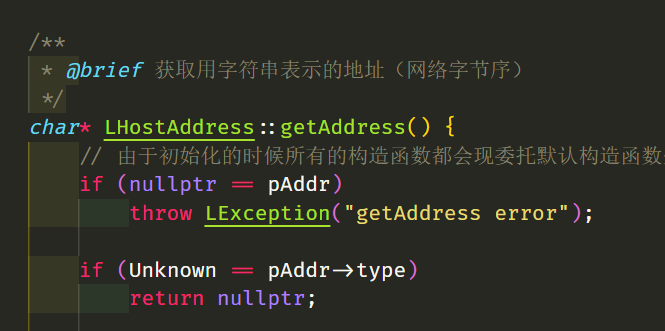 /**
 * @brief 获取用字符串表示的地址（网络字节序）
 */
char* LHostAddress::getAddress() {
    // 由于初始化的时候所有的构造函数都会现委托默认构造函数
    if (nullptr == pAddr)
        throw LException("getAddress error");
    if (Unknown == pAddr->type)
        return nullptr;